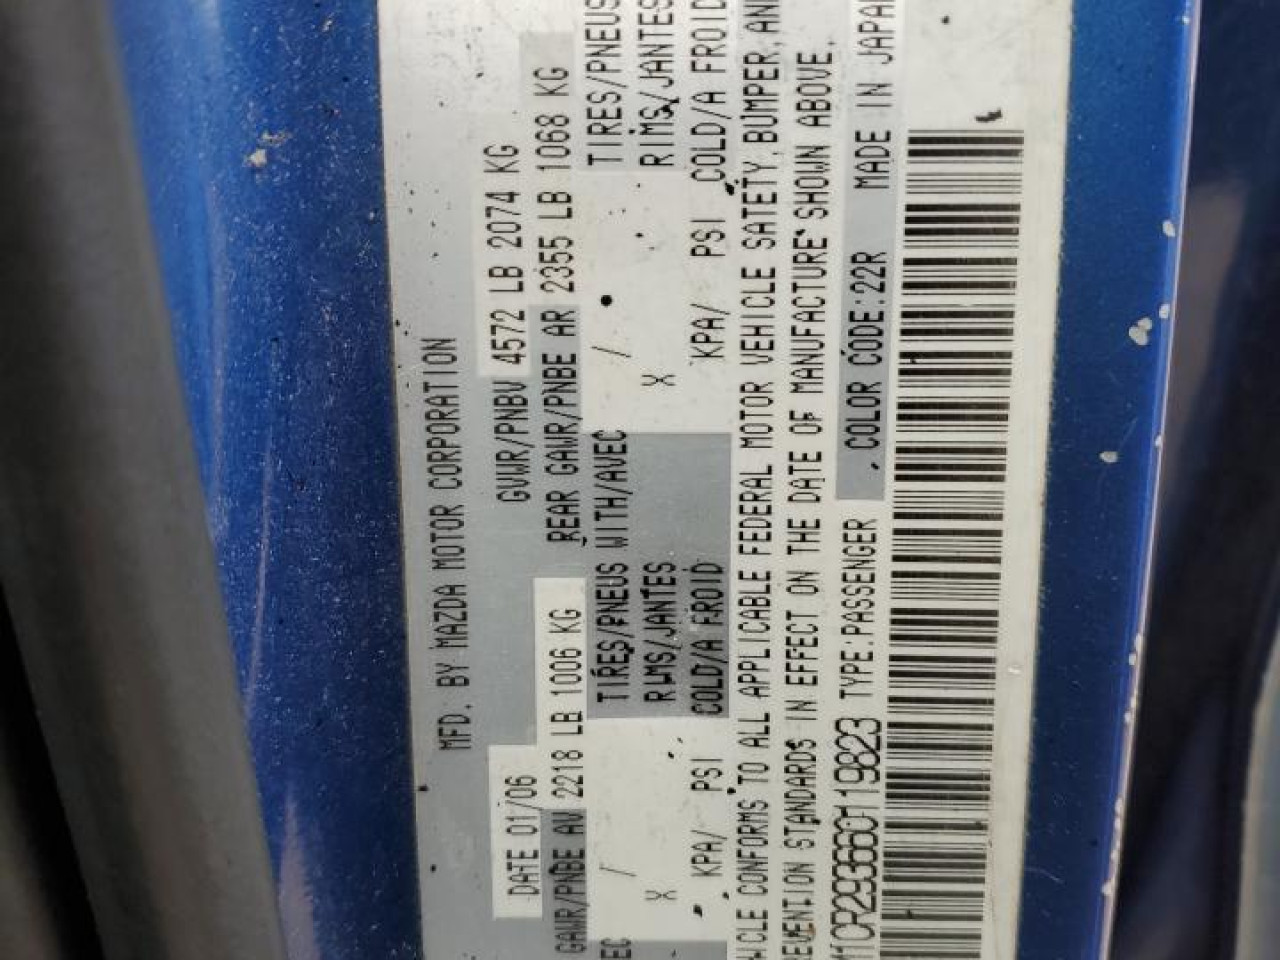 MFD. BY MAZDA MOTOR CORPORATION
DATE 01/06 GVWR/PNBV 4572 LB 2074 KG
GAWR/PNBE AV 2218 LB 1006 KG REAR GAWR/PNBE AR 2355 LB 1068 KG
/ TIRES/PNEUS WITH/AVEC / TIRES/PNEUS
X RIMS/JANTES X RIMS/JANTES
KPA/ PSI COLD/A FROID KPA/ PSI COLD/A FROID
CONFORMS TO ALL APPLICABLE FEDERAL MOTOR VEHICLE SATETY, BUMPER, AN
STANDARDS IN EFFECT ON THE DATE OF MANUFACTURE SHOWN ABOVE.
1CR293660119823 TYPE:PASSENGER COLOR CODE:22R MADE IN JAPAN